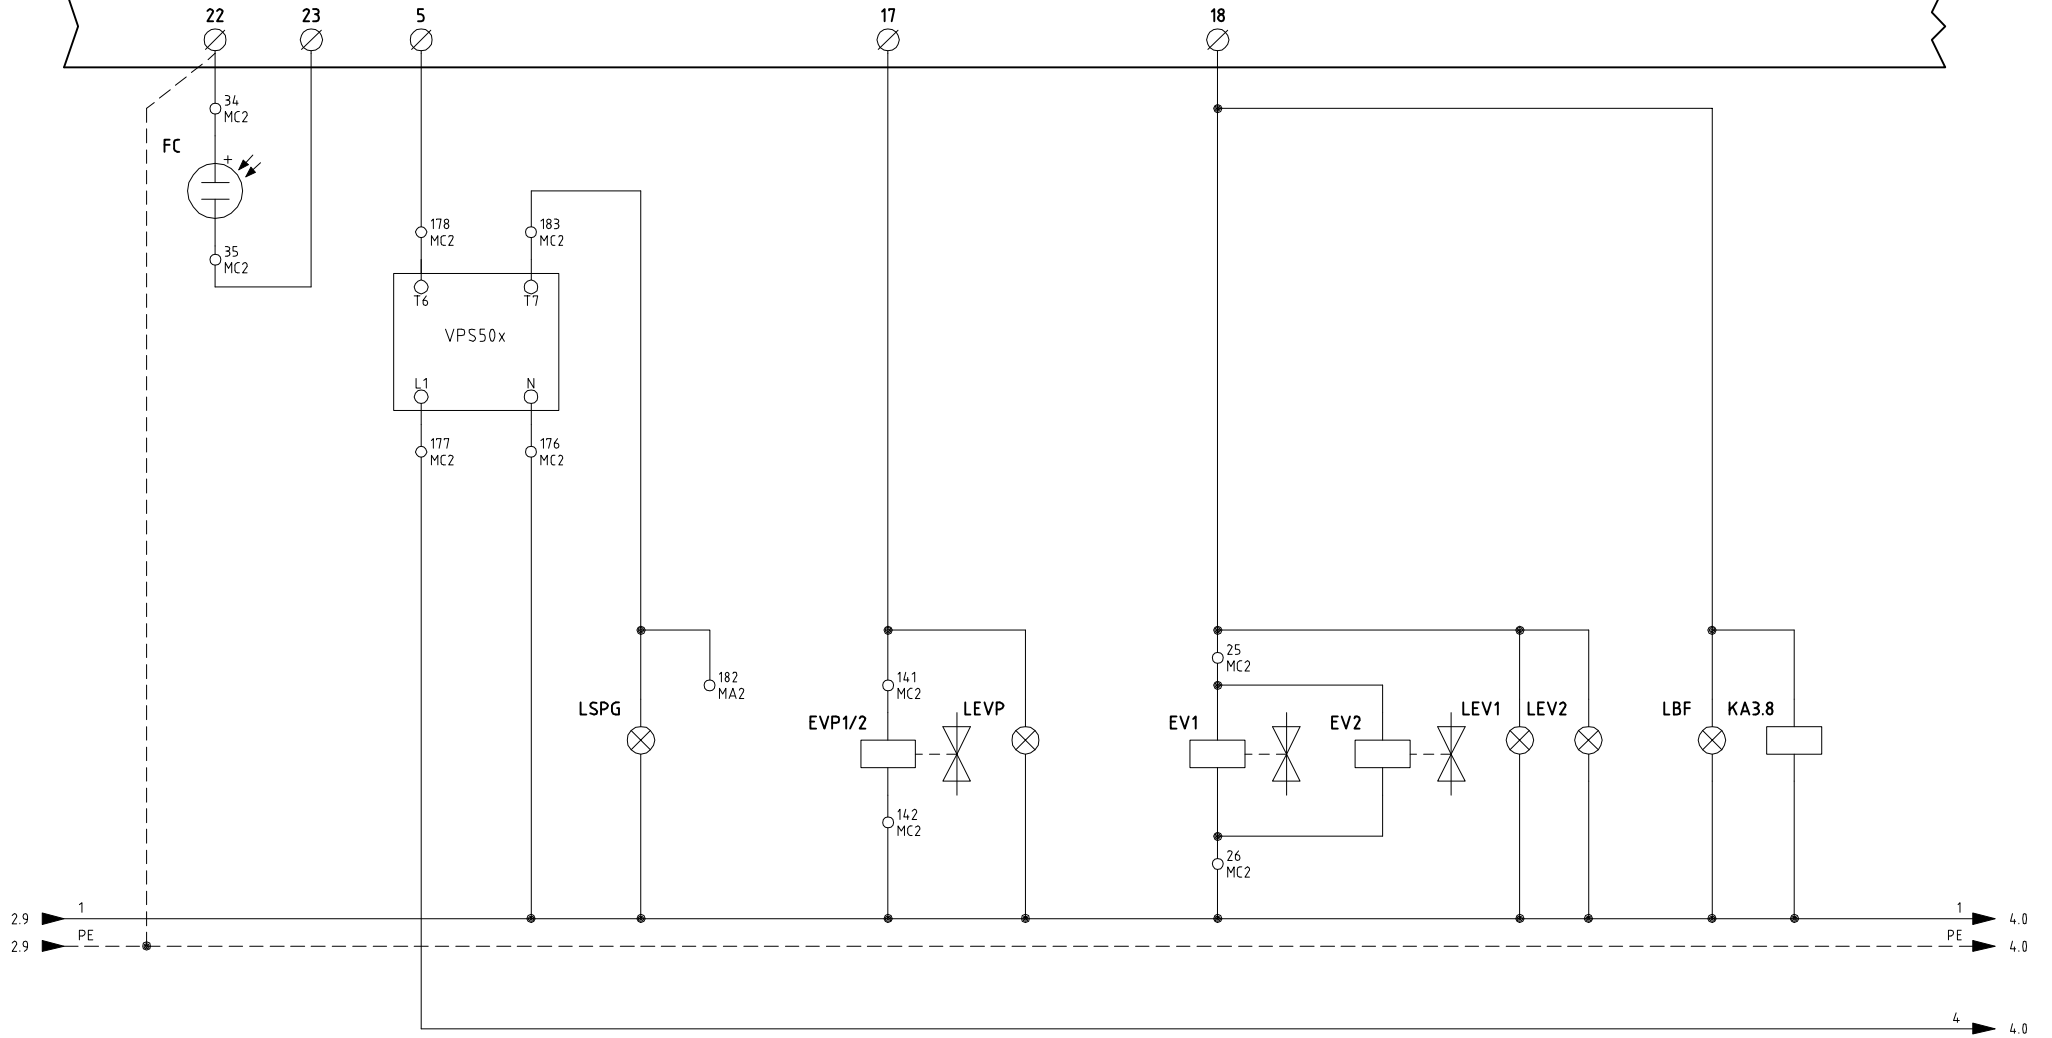 22 23 5 17 18
34
MC2
FC
+
178
MC2
183
MC2
35
MC2
T6 T7
VPS50x
L1 N
177
MC2
176
MC2
25
MC2
182
MA2
141
MC2
LSPG EVP1/2 LEVP EV1 EV2 LEV1 LEV2 LBF KA3.8
142
MC2
26
MC2
2.9 1 1 4.0
2.9 PE PE 4.0
4 4.0